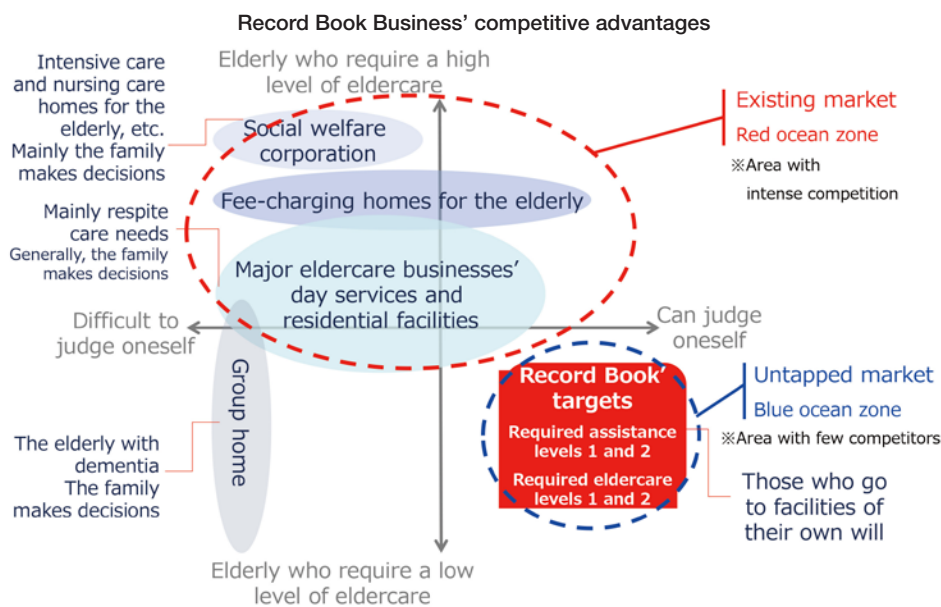 Record Book Business’ competitive advantages
Elderly who require a high
level of eldercare
Intensive care
and nursing care
homes for the
elderly, etc.
Mainly the family
makes decisions
Social welfare
corporation
Existing market
Red ocean zone
※Area with
intense competition
Fee-charging homes for the elderly
Mainly respite
care needs
Generally, the family
makes decisions
Major eldercare businesses’
day services and
residential facilities
Difficult to
judge oneself
Can judge
oneself
Group home
Record Book’
targets
Required assistance
levels 1 and 2
Required eldercare
levels 1 and 2
Untapped market
Blue ocean zone
※Area with few competitors
The elderly with
dementia
The family
makes decisions
Those who go
to facilities of
their own will
Elderly who require a low
level of eldercare